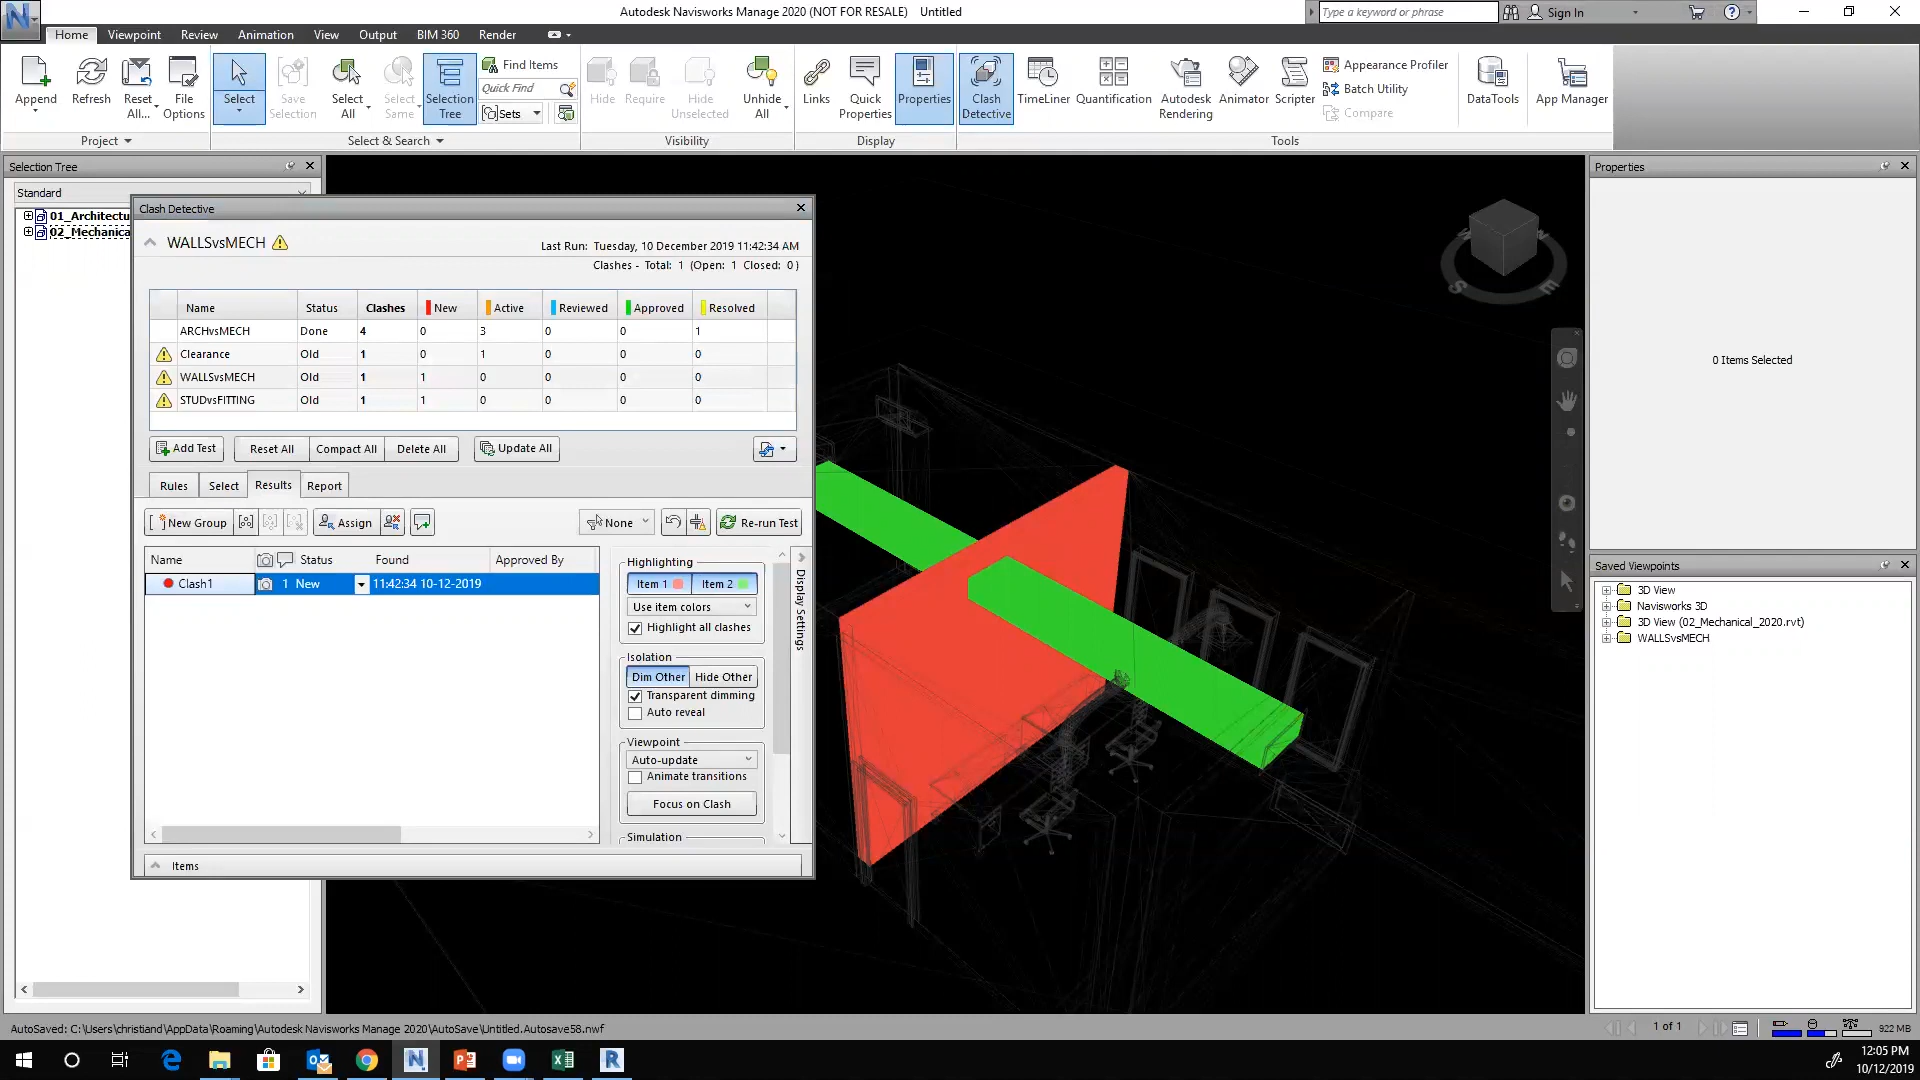 Autodesk Navisworks Manage 2020 (NOT FOR RESALE) Untitled
Type a keyword or phrase
Sign In
Home Viewpoint Review Animation View Output BIM 360 Render
Append
Refresh
Reset All...
File Options
Project
Select
Save Selection
Select All
Select Same
Selection Tree
Find Items
Quick Find
Sets
Select & Search
Hide
Require
Hide Unselected
Unhide All
Visibility
Links
Quick Properties
Properties
Display
Clash Detective
TimeLiner
Quantification
Autodesk Rendering
Animator
Scripter
Appearance Profiler
Batch Utility
Compare
Tools
DataTools
App Manager
Selection Tree
Standard
01_Architectu
02_Mechanica
Clash Detective
WALLSvsMECH
Last Run: Tuesday, 10 December 2019 11:42:34 AM
Clashes - Total: 1 (Open: 1 Closed: 0)
Name Status Clashes New Active Reviewed Approved Resolved
ARCHvsMECH Done 4 0 3 0 0 1
Clearance Old 1 0 1 0 0 0
WALLSvsMECH Old 1 1 0 0 0 0
STUDvsFITTING Old 1 1 0 0 0 0
Add Test Reset All Compact All Delete All Update All
Rules Select Results Report
New Group Assign None Re-run Test
Name Status Found Approved By
Clash1 1 New 11:42:34 10-12-2019
Highlighting
Item 1 Item 2
Use item colors
Highlight all clashes
Isolation
Dim Other Hide Other
Transparent dimming
Auto reveal
Viewpoint
Auto-update
Animate transitions
Focus on Clash
Simulation
Display Settings
Items
N
S
E
Properties
0 Items Selected
Saved Viewpoints
3D View
Navisworks 3D
3D View (02_Mechanical_2020.rvt)
WALLSvsMECH
AutoSaved: C:\Users\christiand\AppData\Roaming\Autodesk Navisworks Manage 2020\AutoSave\Untitled.Autosave58.nwf
1 of 1
922 MB
12:05 PM
10/12/2019